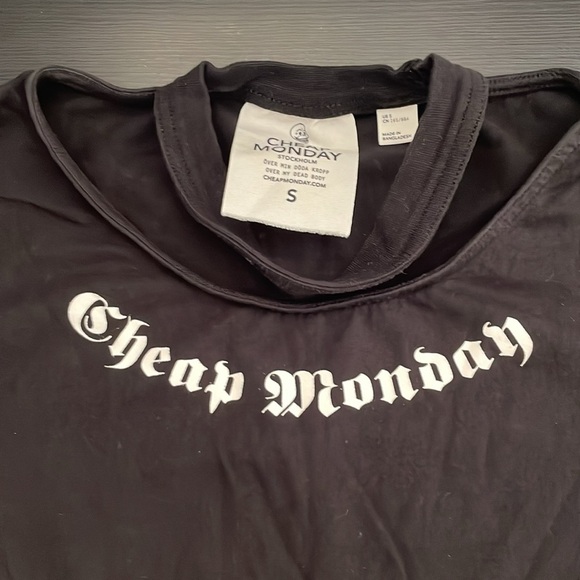 CHEAP
MONDAY
STOCKHOLM
ÖVER MIN DÖDA KROPP
OVER MY DEAD BODY
CHEAPMONDAY.COM
S
MADE IN
BANGLADESH
Cheap Monday